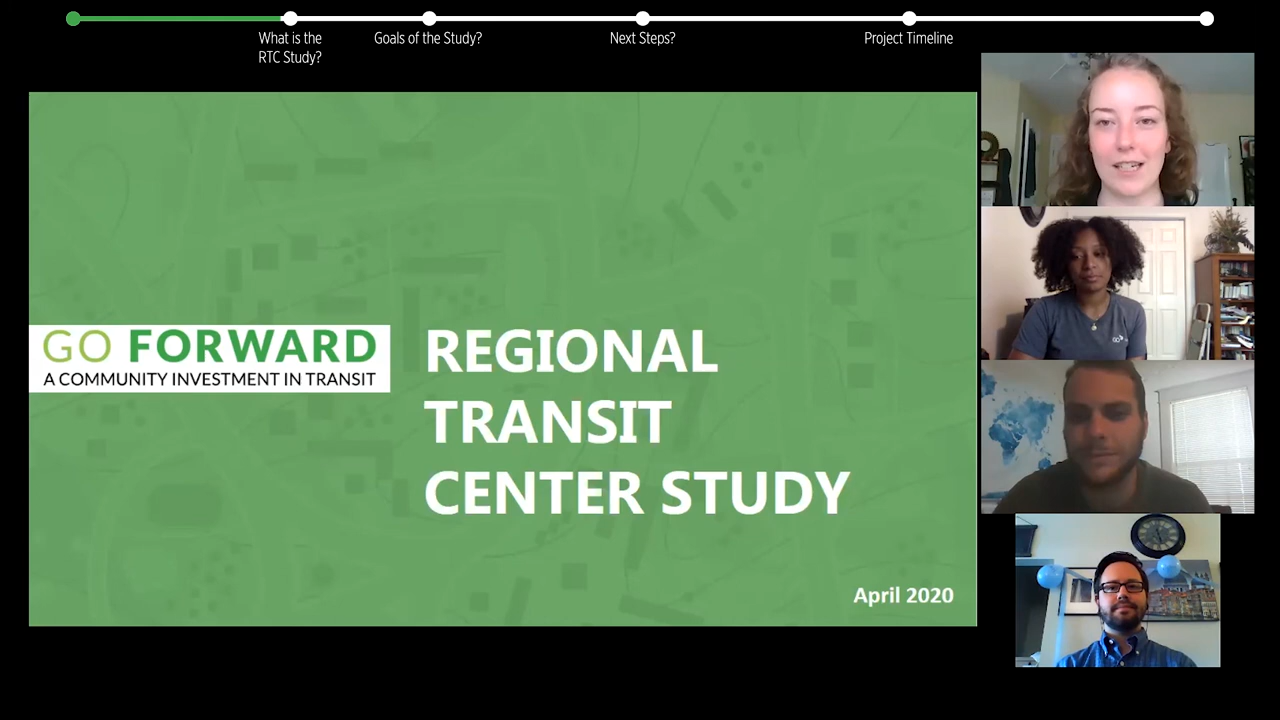 What is the
RTC Study?
Goals of the Study?
Next Steps?
Project Timeline
GO FORWARD
A COMMUNITY INVESTMENT IN TRANSIT
REGIONAL
TRANSIT
CENTER STUDY
April 2020